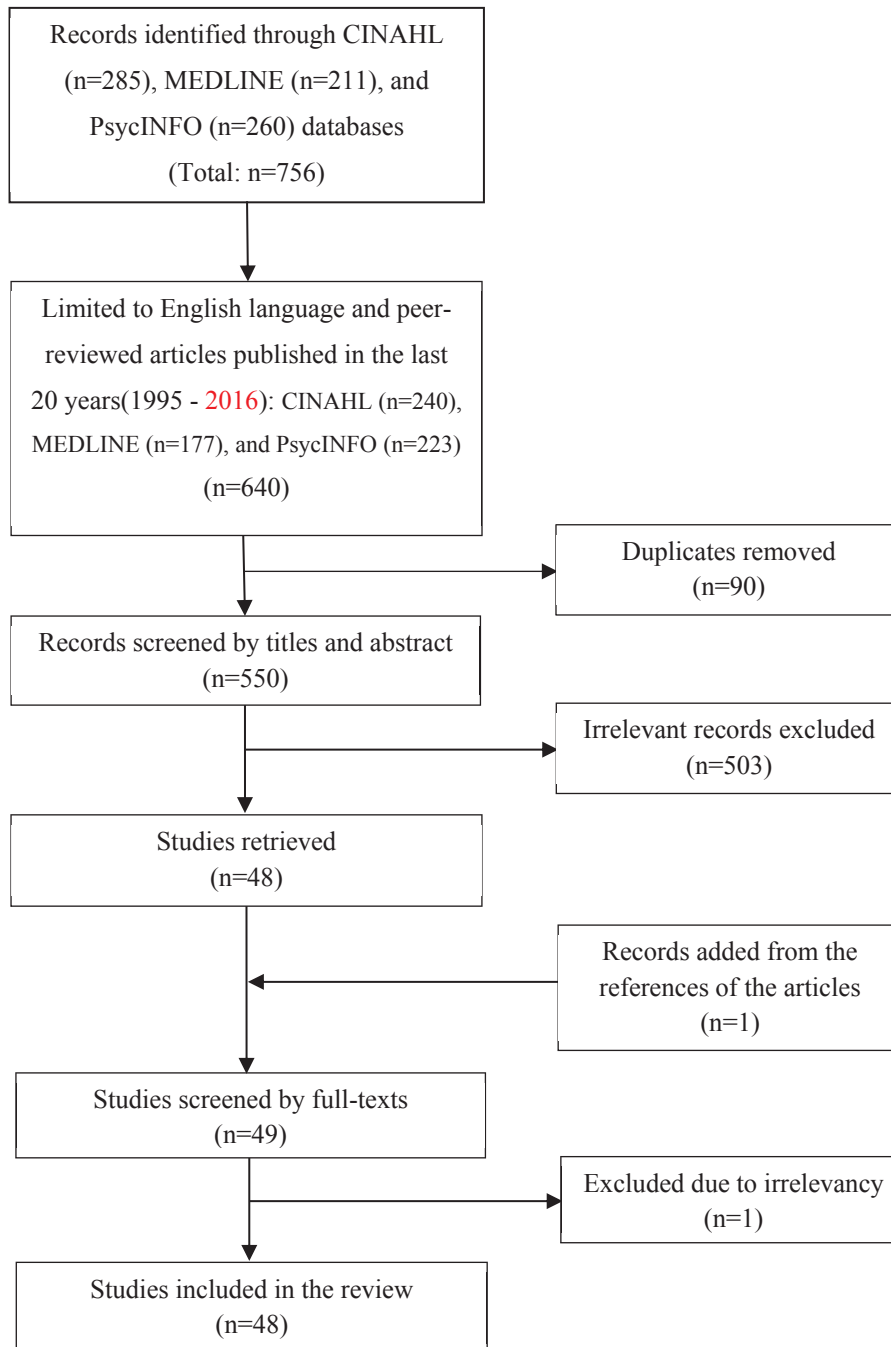 Records identified through CINAHL
(n=285), MEDLINE (n=211), and
PsycINFO (n=260) databases
(Total: n=756)
Limited to English language and peer-
reviewed articles published in the last
20 years(1995 - 2016): CINAHL (n=240),
MEDLINE (n=177), and PsycINFO (n=223)
(n=640)
Duplicates removed
(n=90)
Records screened by titles and abstract
(n=550)
Irrelevant records excluded
(n=503)
Studies retrieved
(n=48)
Records added from the
references of the articles
(n=1)
Studies screened by full-texts
(n=49)
Excluded due to irrelevancy
(n=1)
Studies included in the review
(n=48)